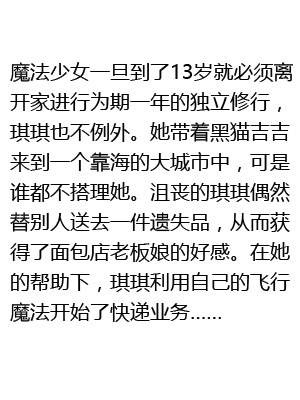 魔法少女一旦到了13岁就必须离
开家进行为期一年的独立修行，
琪琪也不例外。她带着黑猫吉吉
来到一个靠海的大城市中，可是
谁都不搭理她。沮丧的琪琪偶然
替别人送去一件遗失品，从而获
得了面包店老板娘的好感。在她
的帮助下，琪琪利用自己的飞行
魔法开始了快递业务……